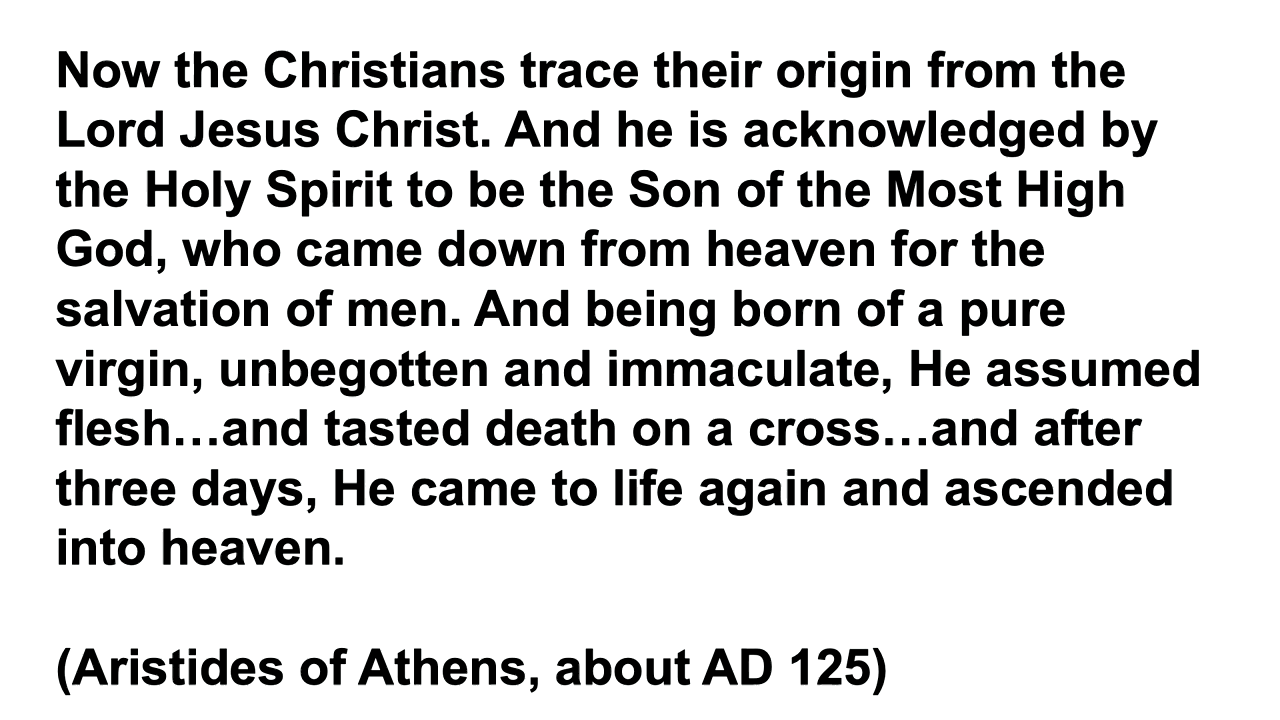 Now the Christians trace their origin from the
Lord Jesus Christ. And he is acknowledged by
the Holy Spirit to be the Son of the Most High
God, who came down from heaven for the
salvation of men. And being born of a pure
virgin, unbegotten and immaculate, He assumed
flesh…and tasted death on a cross…and after
three days, He came to life again and ascended
into heaven.
(Aristides of Athens, about AD 125)